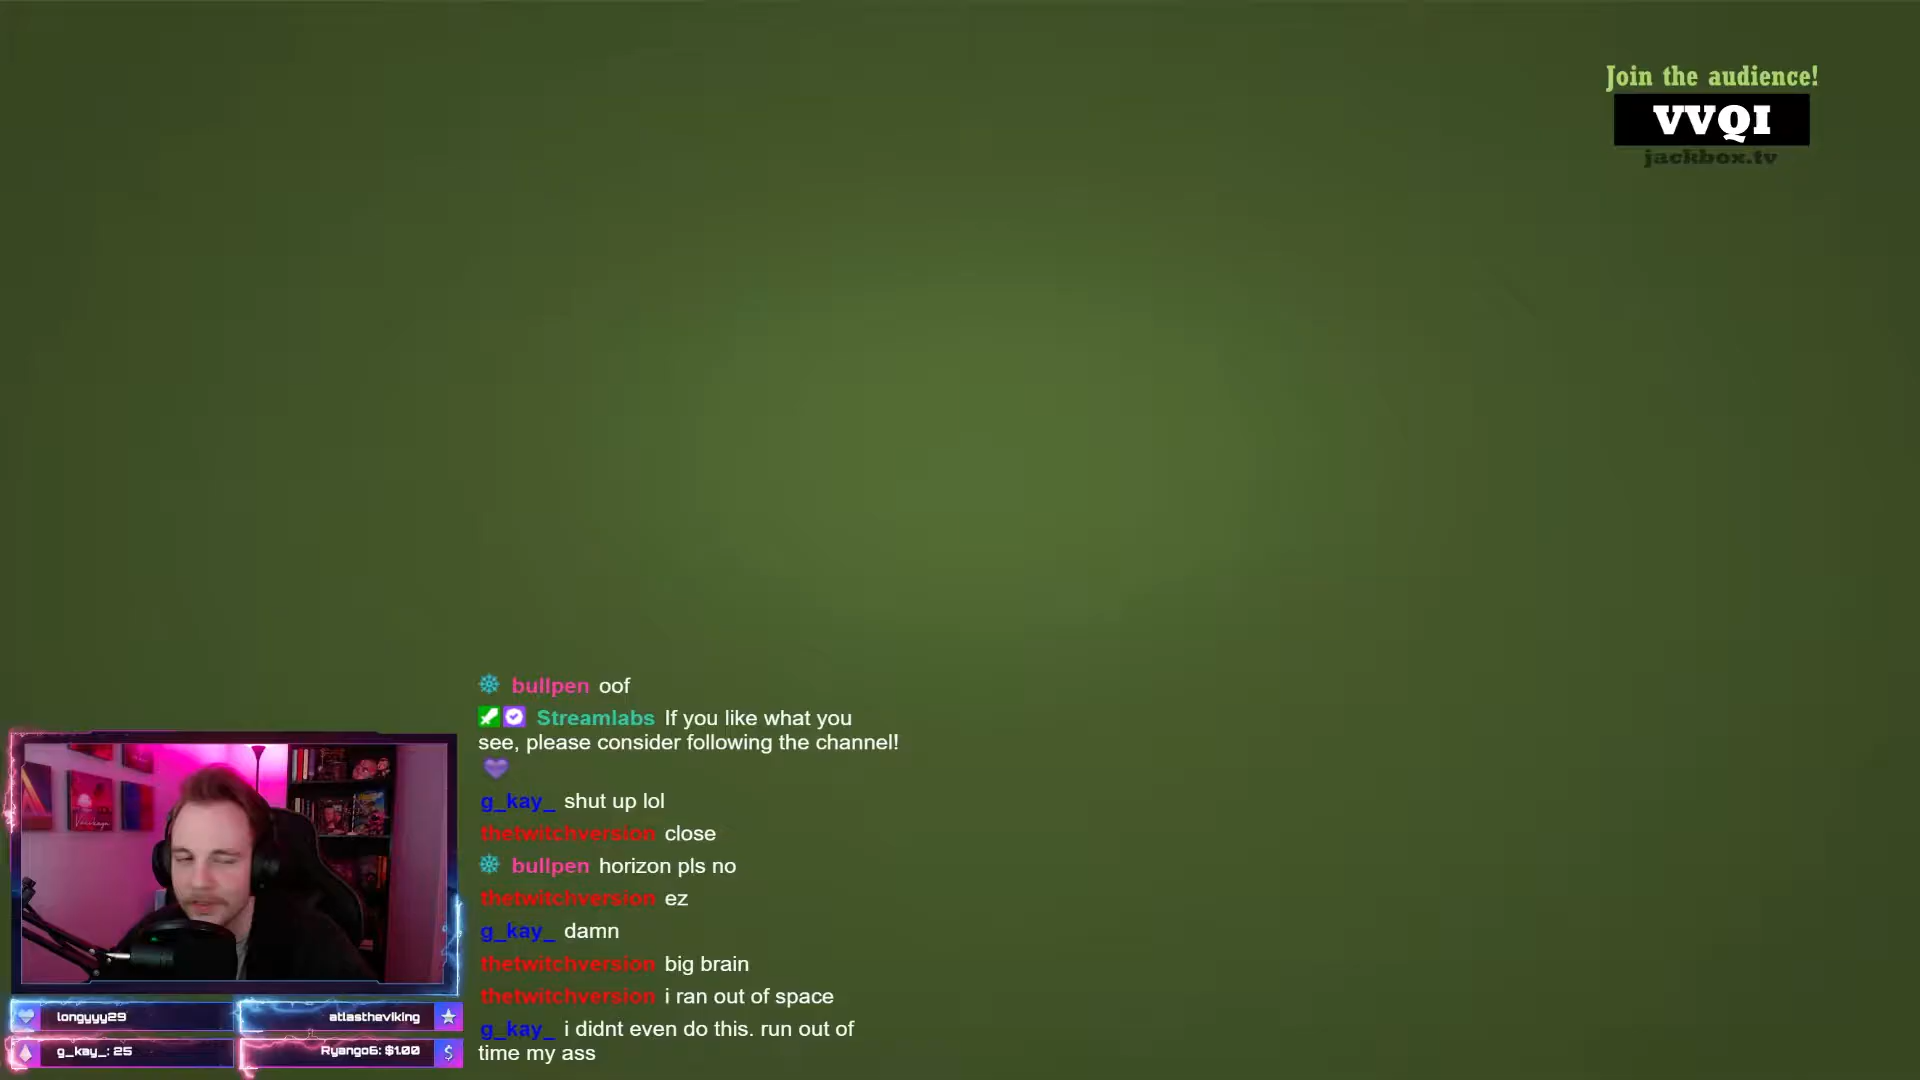 Join the audience!
VVQI
jackbox.tv
bullpen oof
Streamlabs If you like what you
see, please consider following the channel!
g_kay_ shut up lol
thetwitchversion close
bullpen horizon pls no
thetwitchversion ez
g_kay_ damn
thetwitchversion big brain
thetwitchversion i ran out of space
g_kay_ i didnt even do this. run out of
time my ass
longyyy29
atlastheviking
g_kay_: 25
Ryango6: $1.00
$